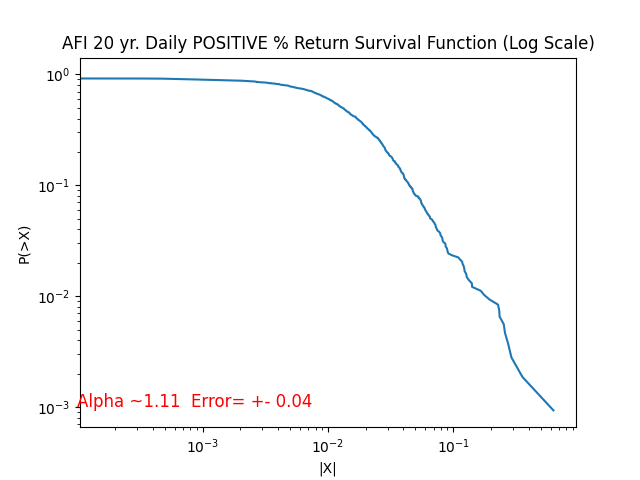 AFI 20 yr. Daily POSITIVE % Return Survival Function (Log Scale)
10⁰
10⁻¹
P(>X)
10⁻²
Alpha ~1.11  Error= +- 0.04
10⁻³
10⁻³ 10⁻² 10⁻¹
|X|